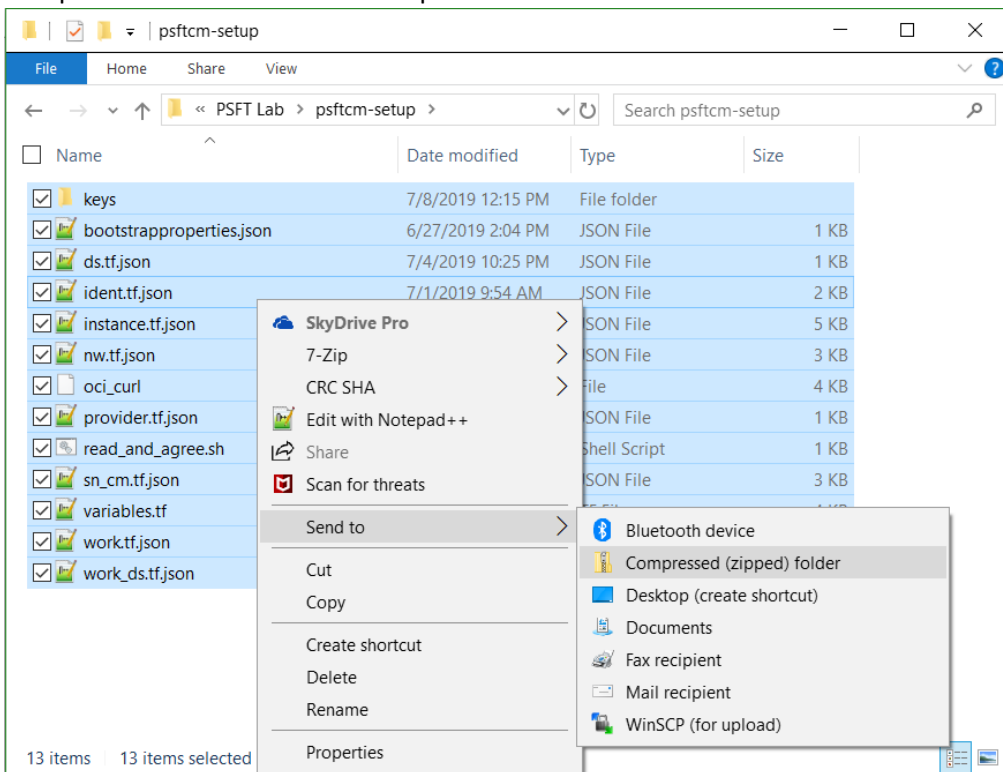 psftcm-setup
File Home Share View
« PSFT Lab > psftcm-setup > Search psftcm-setup
Name Date modified Type Size
keys 7/8/2019 12:15 PM File folder
bootstrapproperties.json 6/27/2019 2:04 PM JSON File 1 KB
ds.tf.json 7/4/2019 10:25 PM JSON File 1 KB
ident.tf.json 7/1/2019 9:54 AM JSON File 2 KB
instance.tf.json JSON File 5 KB
nw.tf.json JSON File 3 KB
oci_curl File 4 KB
provider.tf.json JSON File 1 KB
read_and_agree.sh Shell Script 1 KB
sn_cm.tf.json JSON File 3 KB
variables.tf
work.tf.json
work_ds.tf.json
SkyDrive Pro
7-Zip
CRC SHA
Edit with Notepad++
Share
Scan for threats
Send to
Cut
Copy
Create shortcut
Delete
Rename
Properties
Bluetooth device
Compressed (zipped) folder
Desktop (create shortcut)
Documents
Fax recipient
Mail recipient
WinSCP (for upload)
13 items 13 items selected